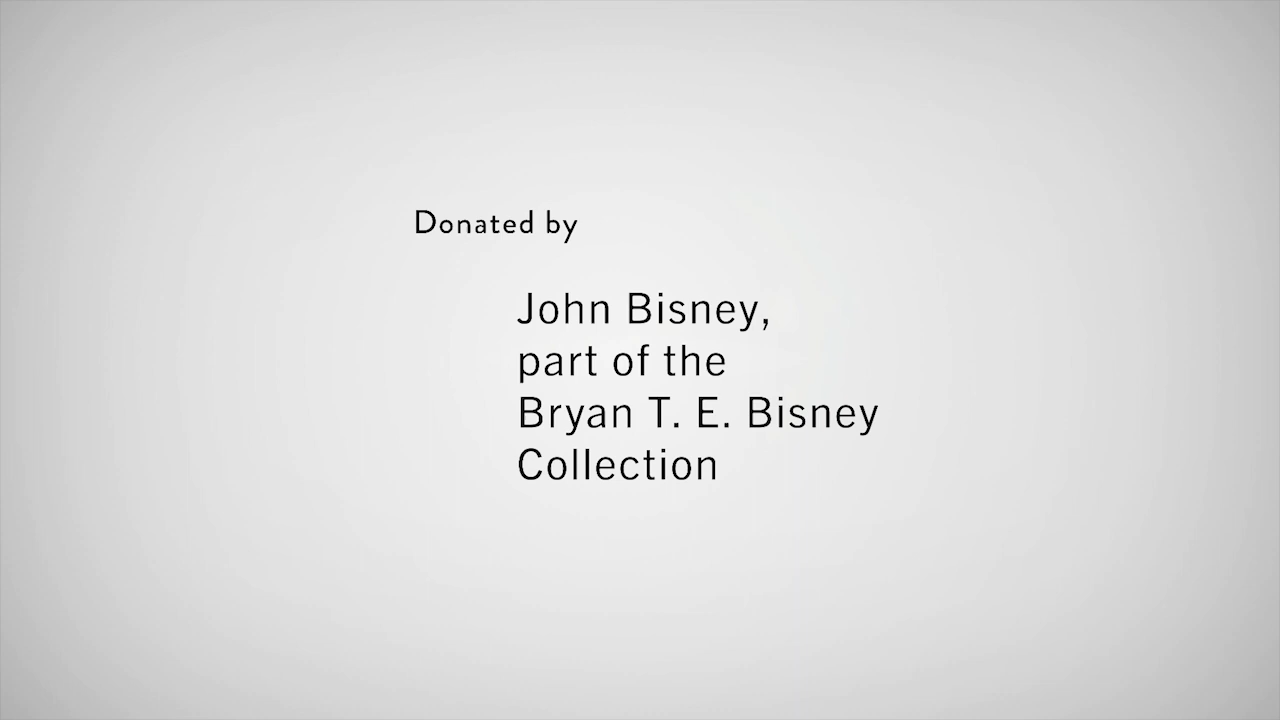 Donated by
John Bisney,
part of the
Bryan T. E. Bisney
Collection